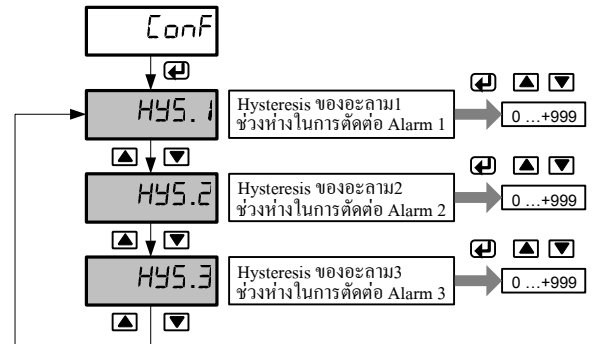 ConF
HYS.1
Hysteresis ของอะลาม1
ช่วงห่างในการตัดต่อ Alarm 1
0 ...+999
HYS.2
Hysteresis ของอะลาม2
ช่วงห่างในการตัดต่อ Alarm 2
0 ...+999
HYS.3
Hysteresis ของอะลาม3
ช่วงห่างในการตัดต่อ Alarm 3
0 ...+999